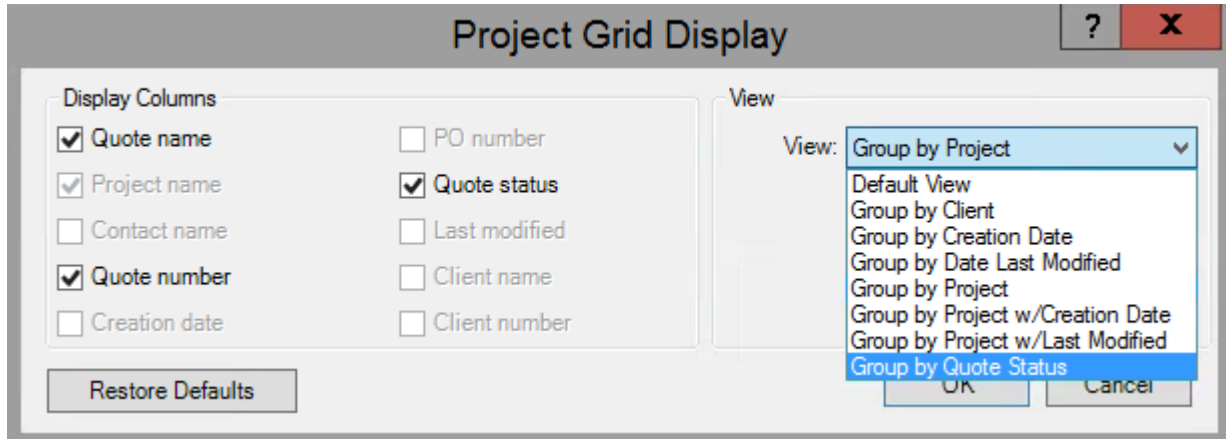 Project Grid Display
?
X
Display Columns
Quote name
PO number
Project name
Quote status
Contact name
Last modified
Quote number
Client name
Creation date
Client number
View
View: Group by Project
Default View
Group by Client
Group by Creation Date
Group by Date Last Modified
Group by Project
Group by Project w/Creation Date
Group by Project w/Last Modified
Group by Quote Status
Restore Defaults
OK
Cancel